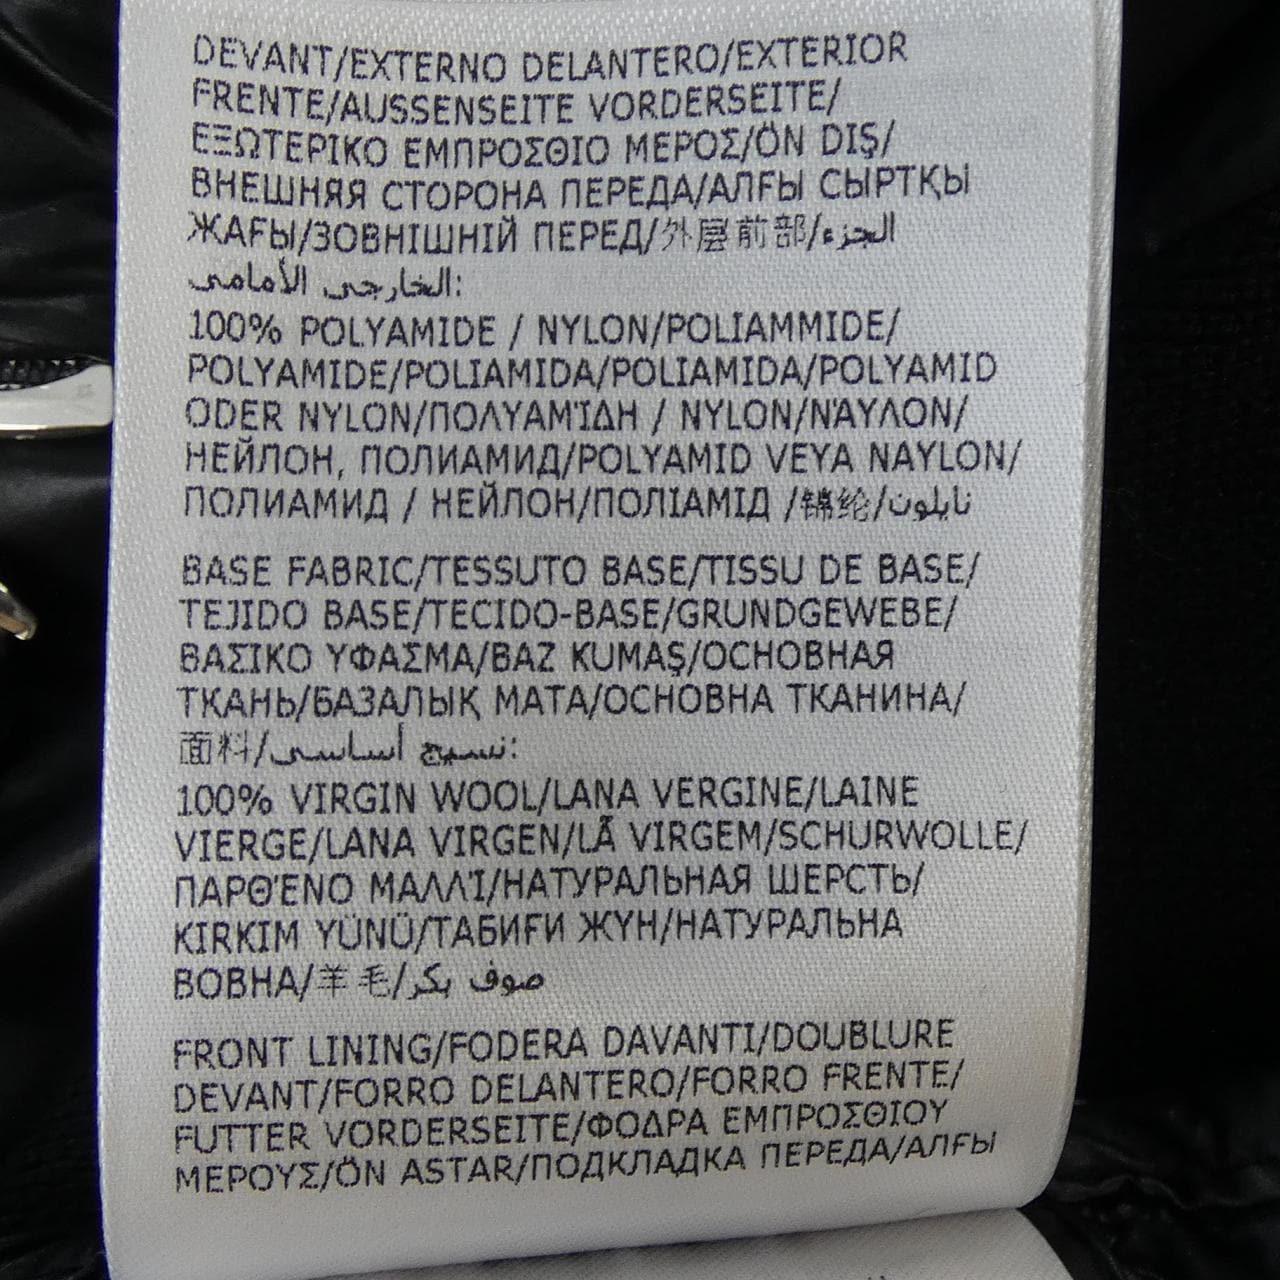 DEVANT/EXTERNO DELANTERO/EXTERIOR
FRENTE/AUSSENSEITE VORDERSEITE/
ΕΞΩΤΕΡΙΚΟ ΕΜΠΡΟΣΘΙΟ ΜΕΡΟΣ/ÖN DIŞ/
ВНЕШНЯЯ СТОРОНА ПЕРЕДА/АЛҒЫ СЫРТҚЫ
ЖАҒЫ/ЗОВНІШНІЙ ПЕРЕД/外层前部/الجزء
الخارجي الأمامي:
100% POLYAMIDE / NYLON/POLIAMMIDE/
POLYAMIDE/POLIAMIDA/POLIAMIDA/POLYAMID
ODER NYLON/ΠΟΛΥΑΜΊΔΗ / NYLON/ΝΆΥΛΟΝ/
НЕЙЛОН, ПОЛИАМИД/POLYAMID VEYA NAYLON/
ПОЛИАМИД / НЕЙЛОН/ПОЛІАМІД /锦纶/نايلون
BASE FABRIC/TESSUTO BASE/TISSU DE BASE/
TEJIDO BASE/TECIDO-BASE/GRUNDGEWEBE/
ΒΑΣΙΚΟ ΥΦΑΣΜΑ/BAZ KUMAŞ/ОСНОВНАЯ
ТКАНЬ/БАЗАЛЫҚ МАТА/ОСНОВНА ТКАНИНА/
面料/نسيج أساسي:
100% VIRGIN WOOL/LANA VERGINE/LAINE
VIERGE/LANA VIRGEN/LÃ VIRGEM/SCHURWOLLE/
ΠΑΡΘΈΝΟ ΜΑΛΛΊ/НАТУРАЛЬНАЯ ШЕРСТЬ/
KIRKIM YÜNÜ/ТАБИҒИ ЖҮН/НАТУРАЛЬНА
ВОВНА/羊毛/صوف بكر
FRONT LINING/FODERA DAVANTI/DOUBLURE
DEVANT/FORRO DELANTERO/FORRO FRENTE/
FUTTER VORDERSEITE/ΦΟΔΡΑ ΕΜΠΡΟΣΘΙΟΥ
ΜΕΡΟΥΣ/ÖN ASTAR/ПОДКЛАДКА ПЕРЕДА/АЛҒЫ